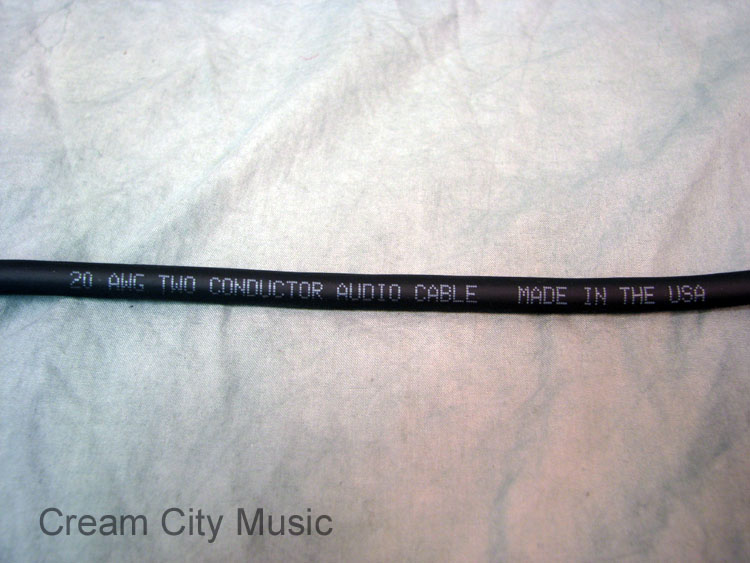 20 AWG TWO CONDUCTOR AUDIO CABLE MADE IN THE USA
Cream City Music